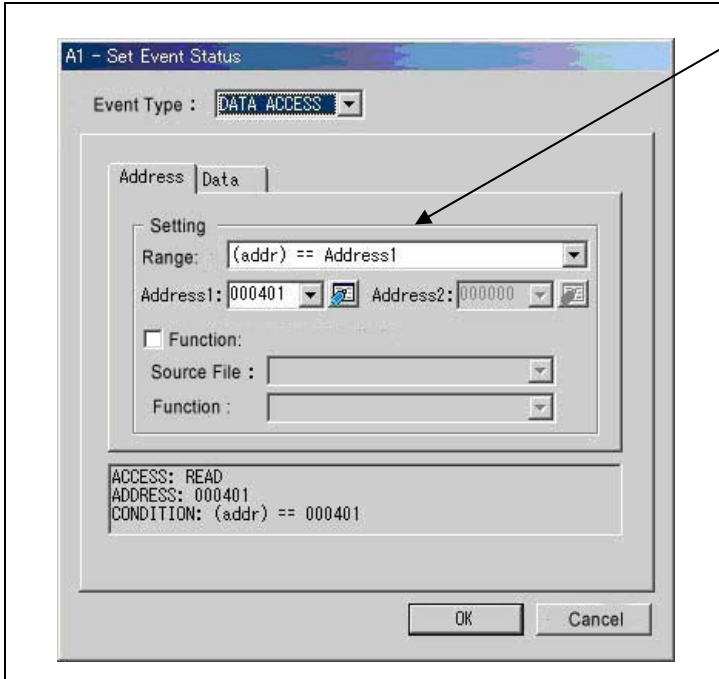 A1 - Set Event Status
Event Type : DATA ACCESS
Address Data
Setting
Range: (addr) == Address1
Address1: 000401 Address2: 000000
Function:
Source File :
Function :
ACCESS: READ
ADDRESS: 000401
CONDITION: (addr) == 000401
OK Cancel